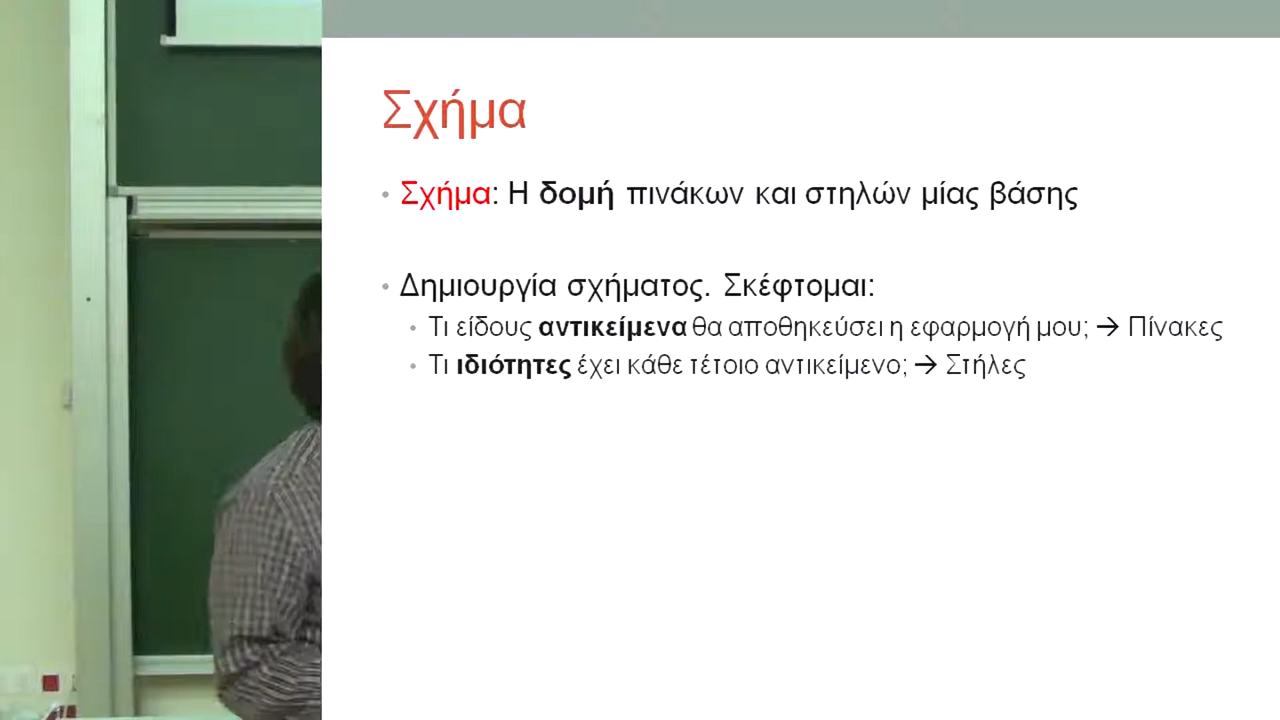 Σχήμα
• Σχήμα: Η δομή πινάκων και στηλών μίας βάσης
• Δημιουργία σχήματος. Σκέφτομαι:
• Τι είδους αντικείμενα θα αποθηκεύσει η εφαρμογή μου; → Πίνακες
• Τι ιδιότητες έχει κάθε τέτοιο αντικείμενο; → Στήλες